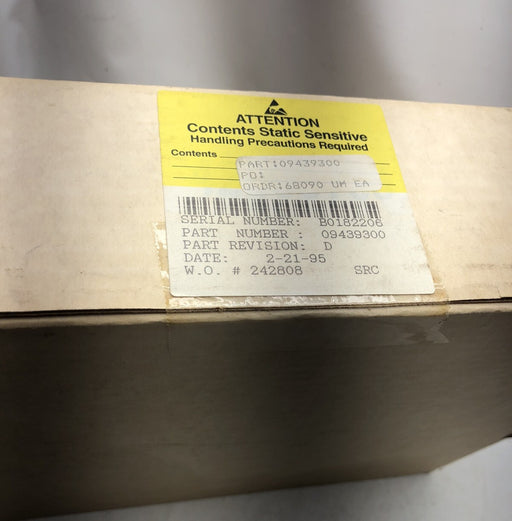 ATTENTION
Contents Static Sensitive
Handling Precautions Required
Contents
PART:09439300
PO:
ORDR:68090 UM EA
SERIAL NUMBER: B0182206
PART NUMBER : 09439300
PART REVISION: D
DATE: 2-21-95
W.O. # 242808 SRC